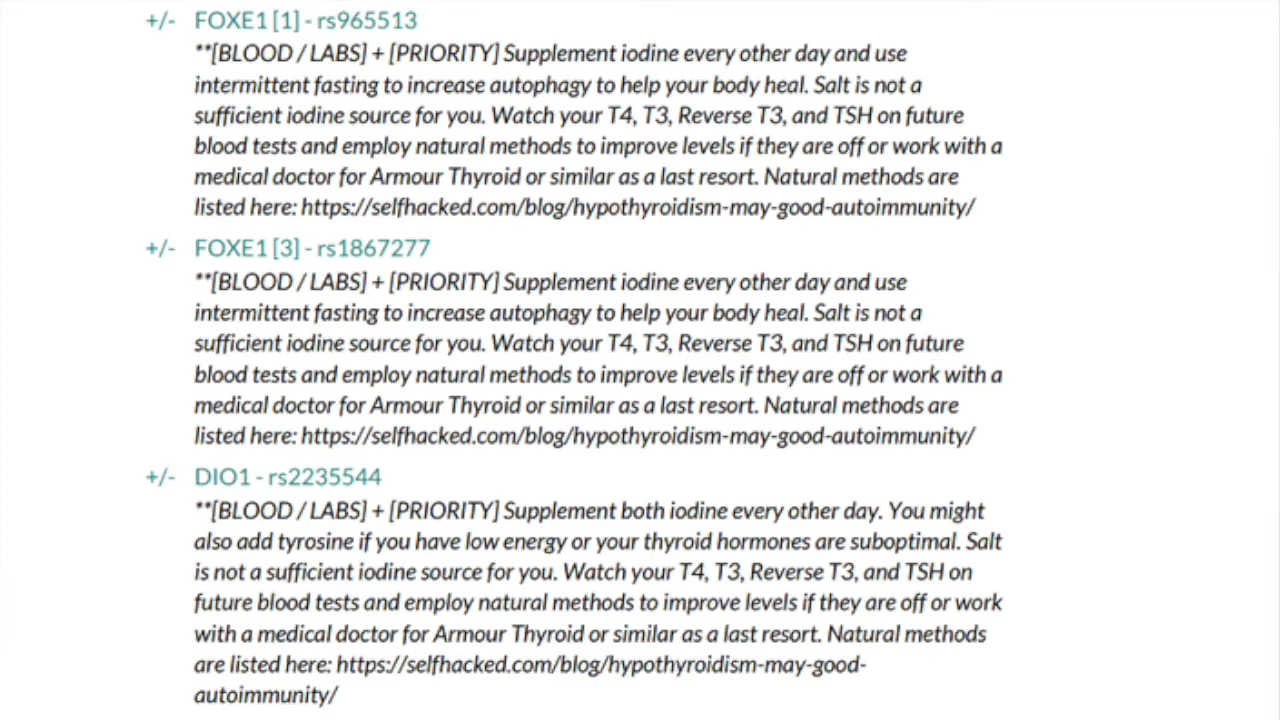 +/- FOXE1 [1] - rs965513
**[BLOOD / LABS] + [PRIORITY] Supplement iodine every other day and use
intermittent fasting to increase autophagy to help your body heal. Salt is not a
sufficient iodine source for you. Watch your T4, T3, Reverse T3, and TSH on future
blood tests and employ natural methods to improve levels if they are off or work with a
medical doctor for Armour Thyroid or similar as a last resort. Natural methods are
listed here: https://selfhacked.com/blog/hypothyroidism-may-good-autoimmunity/
+/- FOXE1 [3] - rs1867277
**[BLOOD / LABS] + [PRIORITY] Supplement iodine every other day and use
intermittent fasting to increase autophagy to help your body heal. Salt is not a
sufficient iodine source for you. Watch your T4, T3, Reverse T3, and TSH on future
blood tests and employ natural methods to improve levels if they are off or work with a
medical doctor for Armour Thyroid or similar as a last resort. Natural methods are
listed here: https://selfhacked.com/blog/hypothyroidism-may-good-autoimmunity/
+/- DIO1 - rs2235544
**[BLOOD / LABS] + [PRIORITY] Supplement both iodine every other day. You might
also add tyrosine if you have low energy or your thyroid hormones are suboptimal. Salt
is not a sufficient iodine source for you. Watch your T4, T3, Reverse T3, and TSH on
future blood tests and employ natural methods to improve levels if they are off or work
with a medical doctor for Armour Thyroid or similar as a last resort. Natural methods
are listed here: https://selfhacked.com/blog/hypothyroidism-may-good-
autoimmunity/